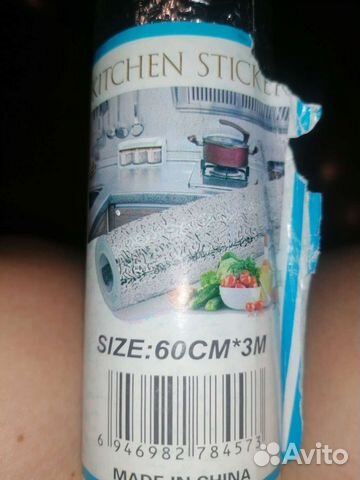 KITCHEN STICKER
SIZE:60CM*3M
6 946982 784573
MADE IN CHINA
Avito